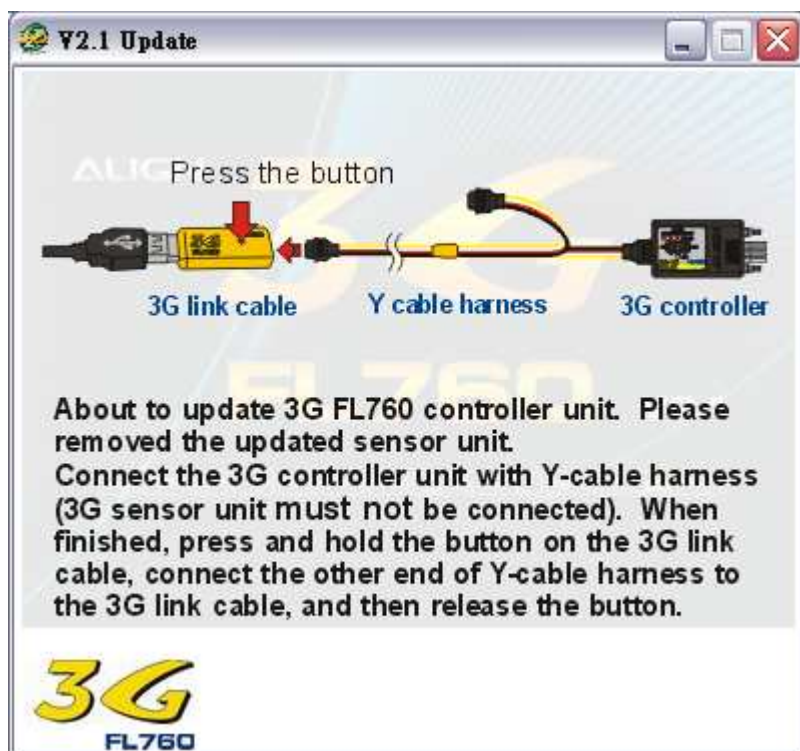 V2.1 Update
ALIGN
Press the button
3G link cable
Y cable harness
3G controller
3G
FL760
About to update 3G FL760 controller unit.  Please
removed the updated sensor unit.
Connect the 3G controller unit with Y-cable harness
(3G sensor unit must not be connected).  When
finished, press and hold the button on the 3G link
cable, connect the other end of Y-cable harness to
the 3G link cable, and then release the button.
3G
FL760